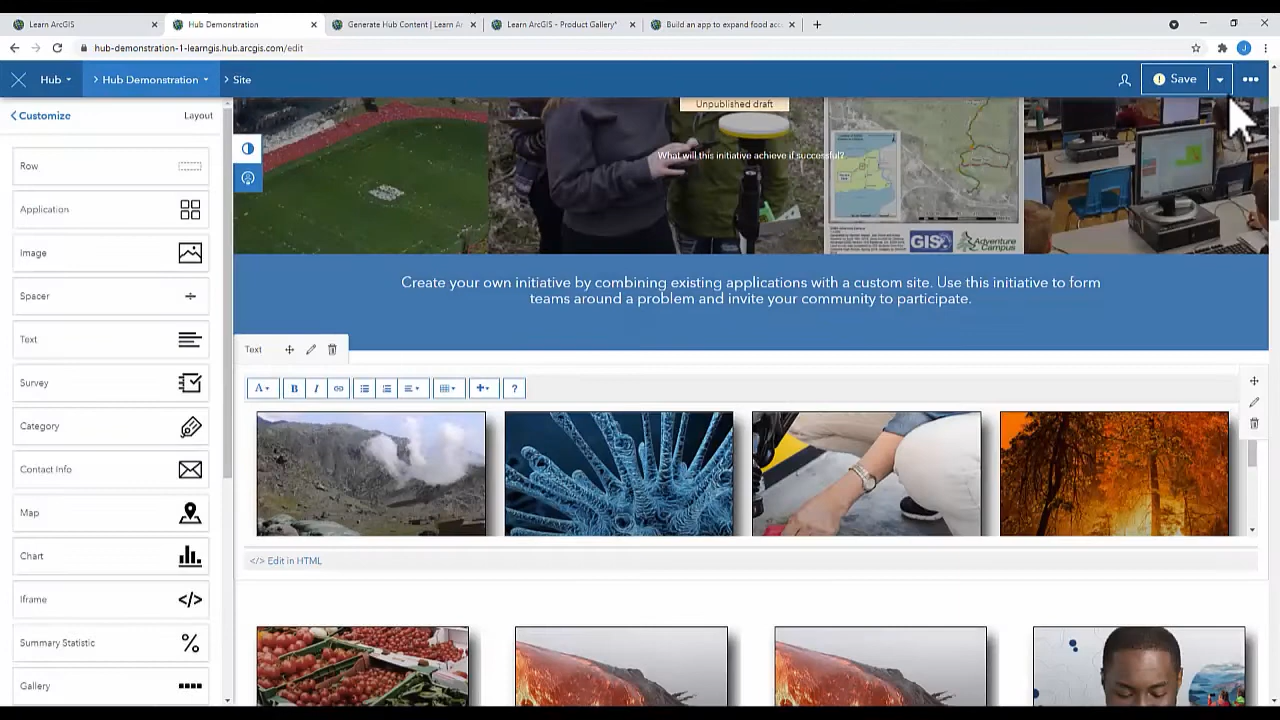 Learn ArcGIS
Hub Demonstration
Generate Hub Content | Learn Ar
Learn ArcGIS - Product Gallery*
Build an app to expand food acc
hub-demonstration-1-learngis.hub.arcgis.com/edit
J
Hub
Hub Demonstration
Site
Save
Customize
Layout
Unpublished draft
Row
What will this initiative achieve if successful?
Application
GIS
Adventure
Campus
Image
Create your own initiative by combining existing applications with a custom site. Use this initiative to form
teams around a problem and invite your community to participate.
Spacer
Text
Text
A
B
I
?
Survey
Category
Contact Info
Map
Chart
</> Edit in HTML
Iframe
Summary Statistic
Gallery